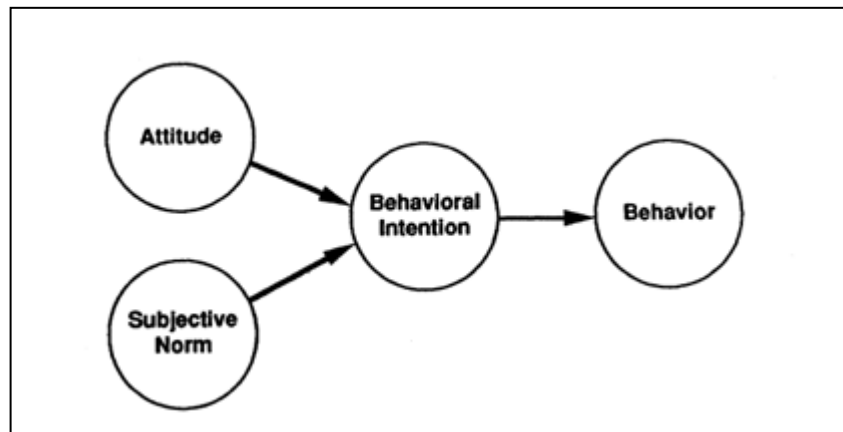 Attitude
Behavioral
Intention
Behavior
Subjective
Norm